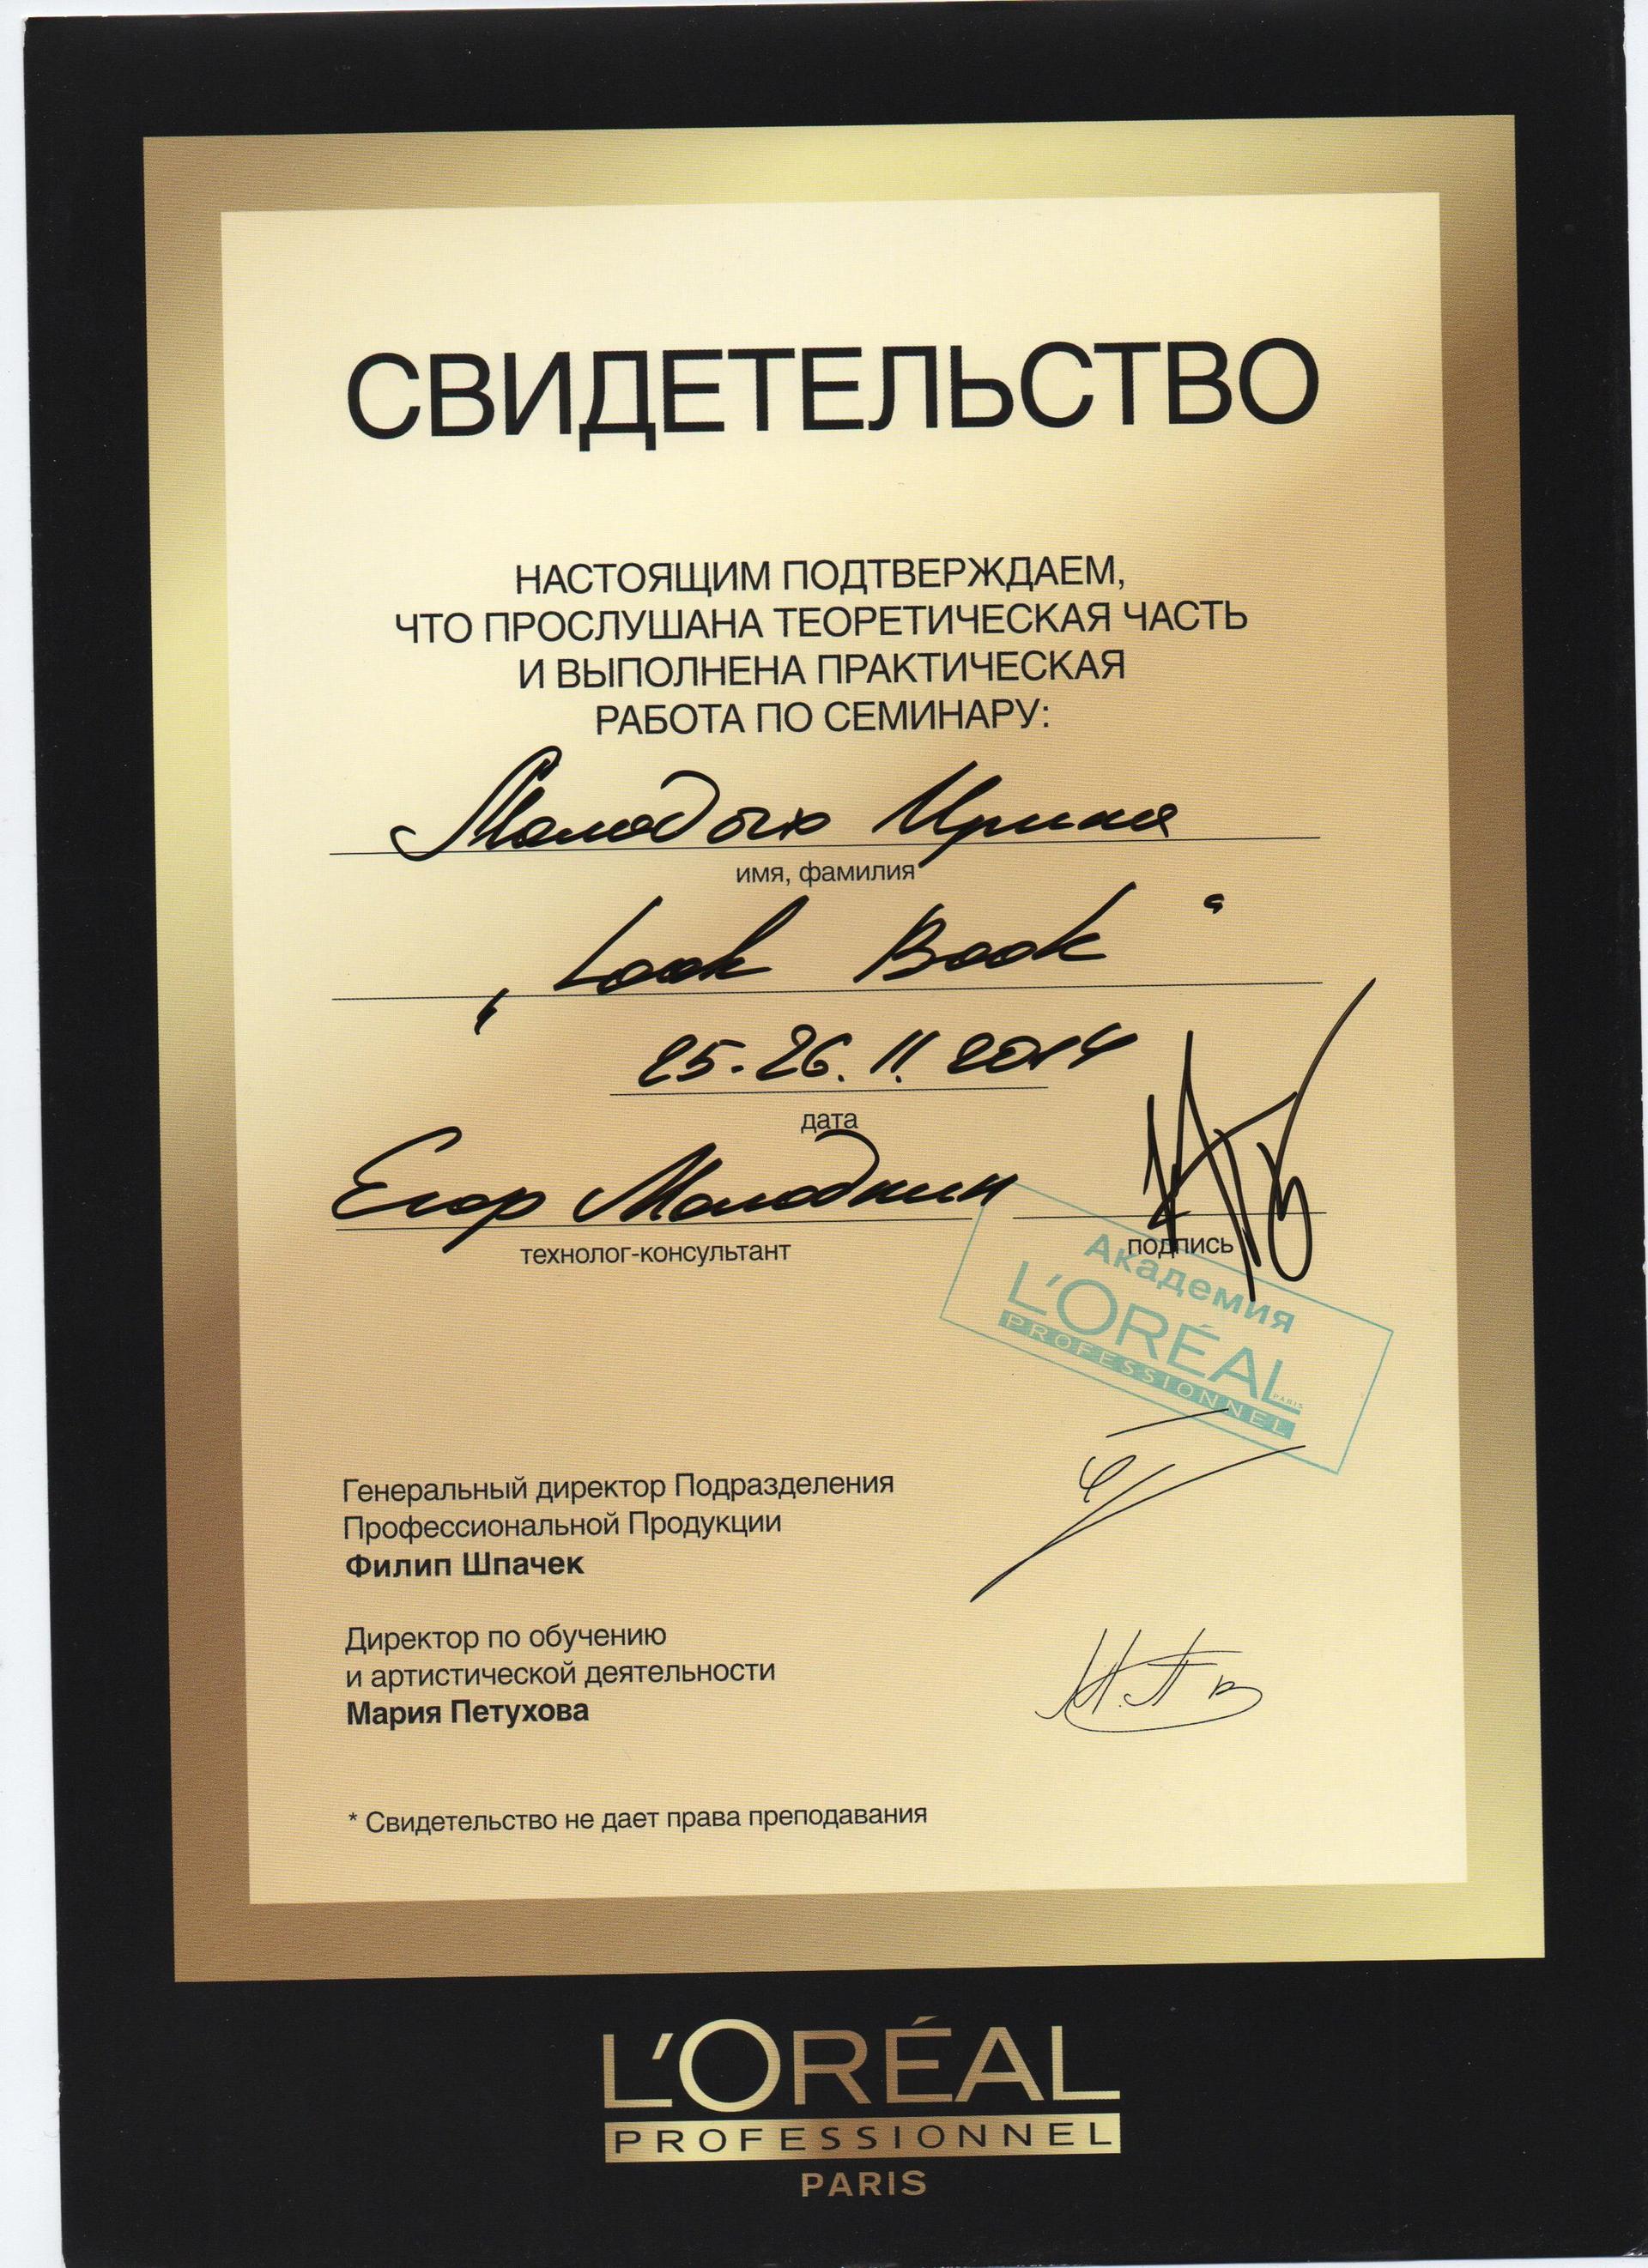 СВИДЕТЕЛЬСТВО
НАСТОЯЩИМ ПОДТВЕРЖДАЕМ,
ЧТО ПРОСЛУШАНА ТЕОРЕТИЧЕСКАЯ ЧАСТЬ
И ВЫПОЛНЕНА ПРАКТИЧЕСКАЯ
РАБОТА ПО СЕМИНАРУ:
Молодых Ирина
имя, фамилия
„Look Book“
25-26.11.2014
дата
Егор Молодкин
технолог-консультант
подпись
Академия
L'ORÉAL
PARIS
PROFESSIONNEL
Генеральный директор Подразделения
Профессиональной Продукции
Филип Шпачек
Директор по обучению
и артистической деятельности
Мария Петухова
* Свидетельство не дает права преподавания
L'ORÉAL
PROFESSIONNEL
PARIS